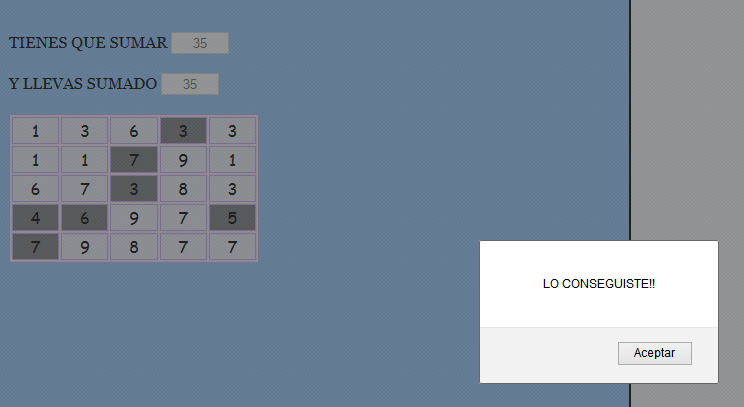 TIENES QUE SUMAR 35
Y LLEVAS SUMADO 35
1 3 6 3 3
1 1 7 9 1
6 7 3 8 3
4 6 9 7 5
7 9 8 7 7
LO CONSEGUISTE!!
Aceptar